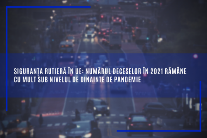 SIGURANȚA RUTIERĂ ÎN UE: NUMĂRUL DECESELOR ÎN 2021 RĂMÂNE
CU MULT SUB NIVELUL DE DINAINTE DE PANDEMIE